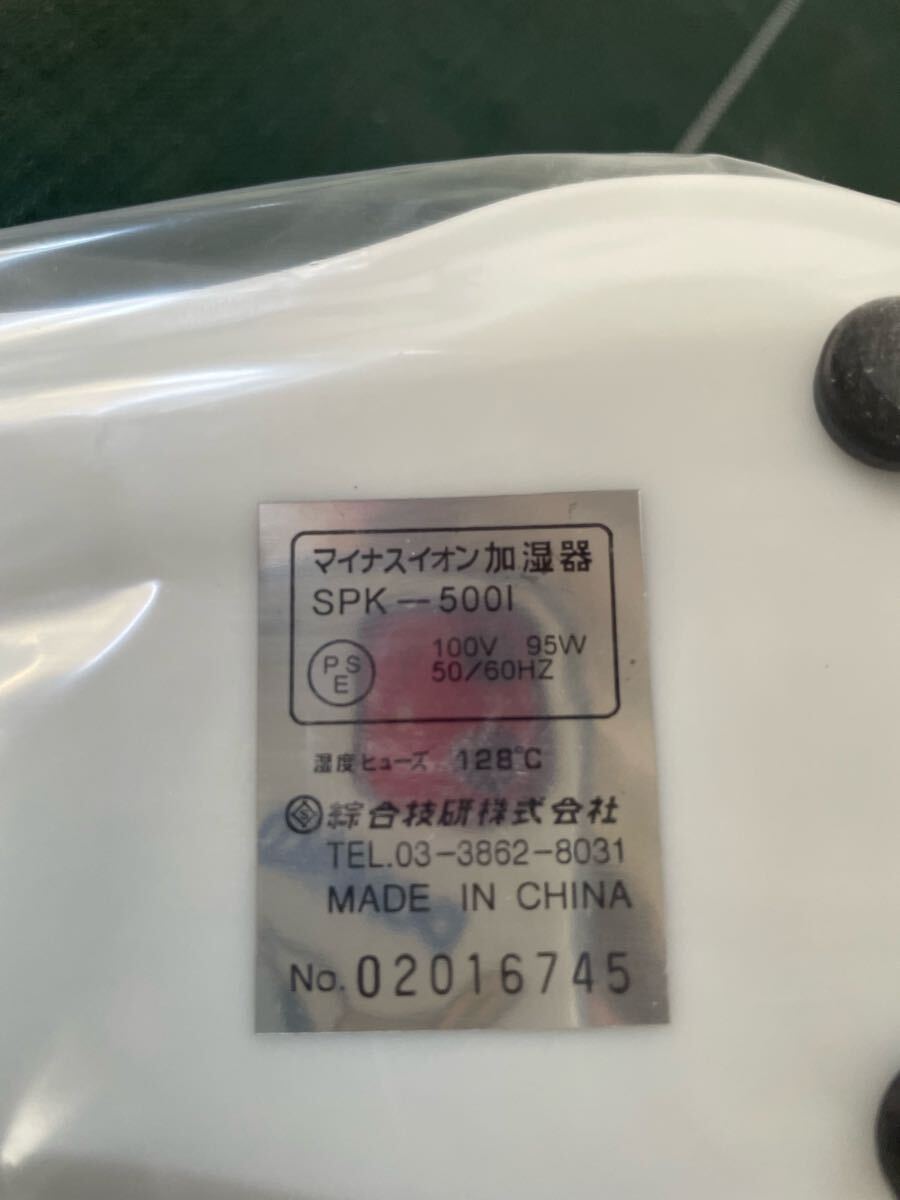 マイナスイオン加湿器
SPK-500I
PSE
100V 95W
50/60HZ
温度ヒューズ 128℃
S 綜合技研株式会社
TEL.03-3862-8031
MADE IN CHINA
No.02016745